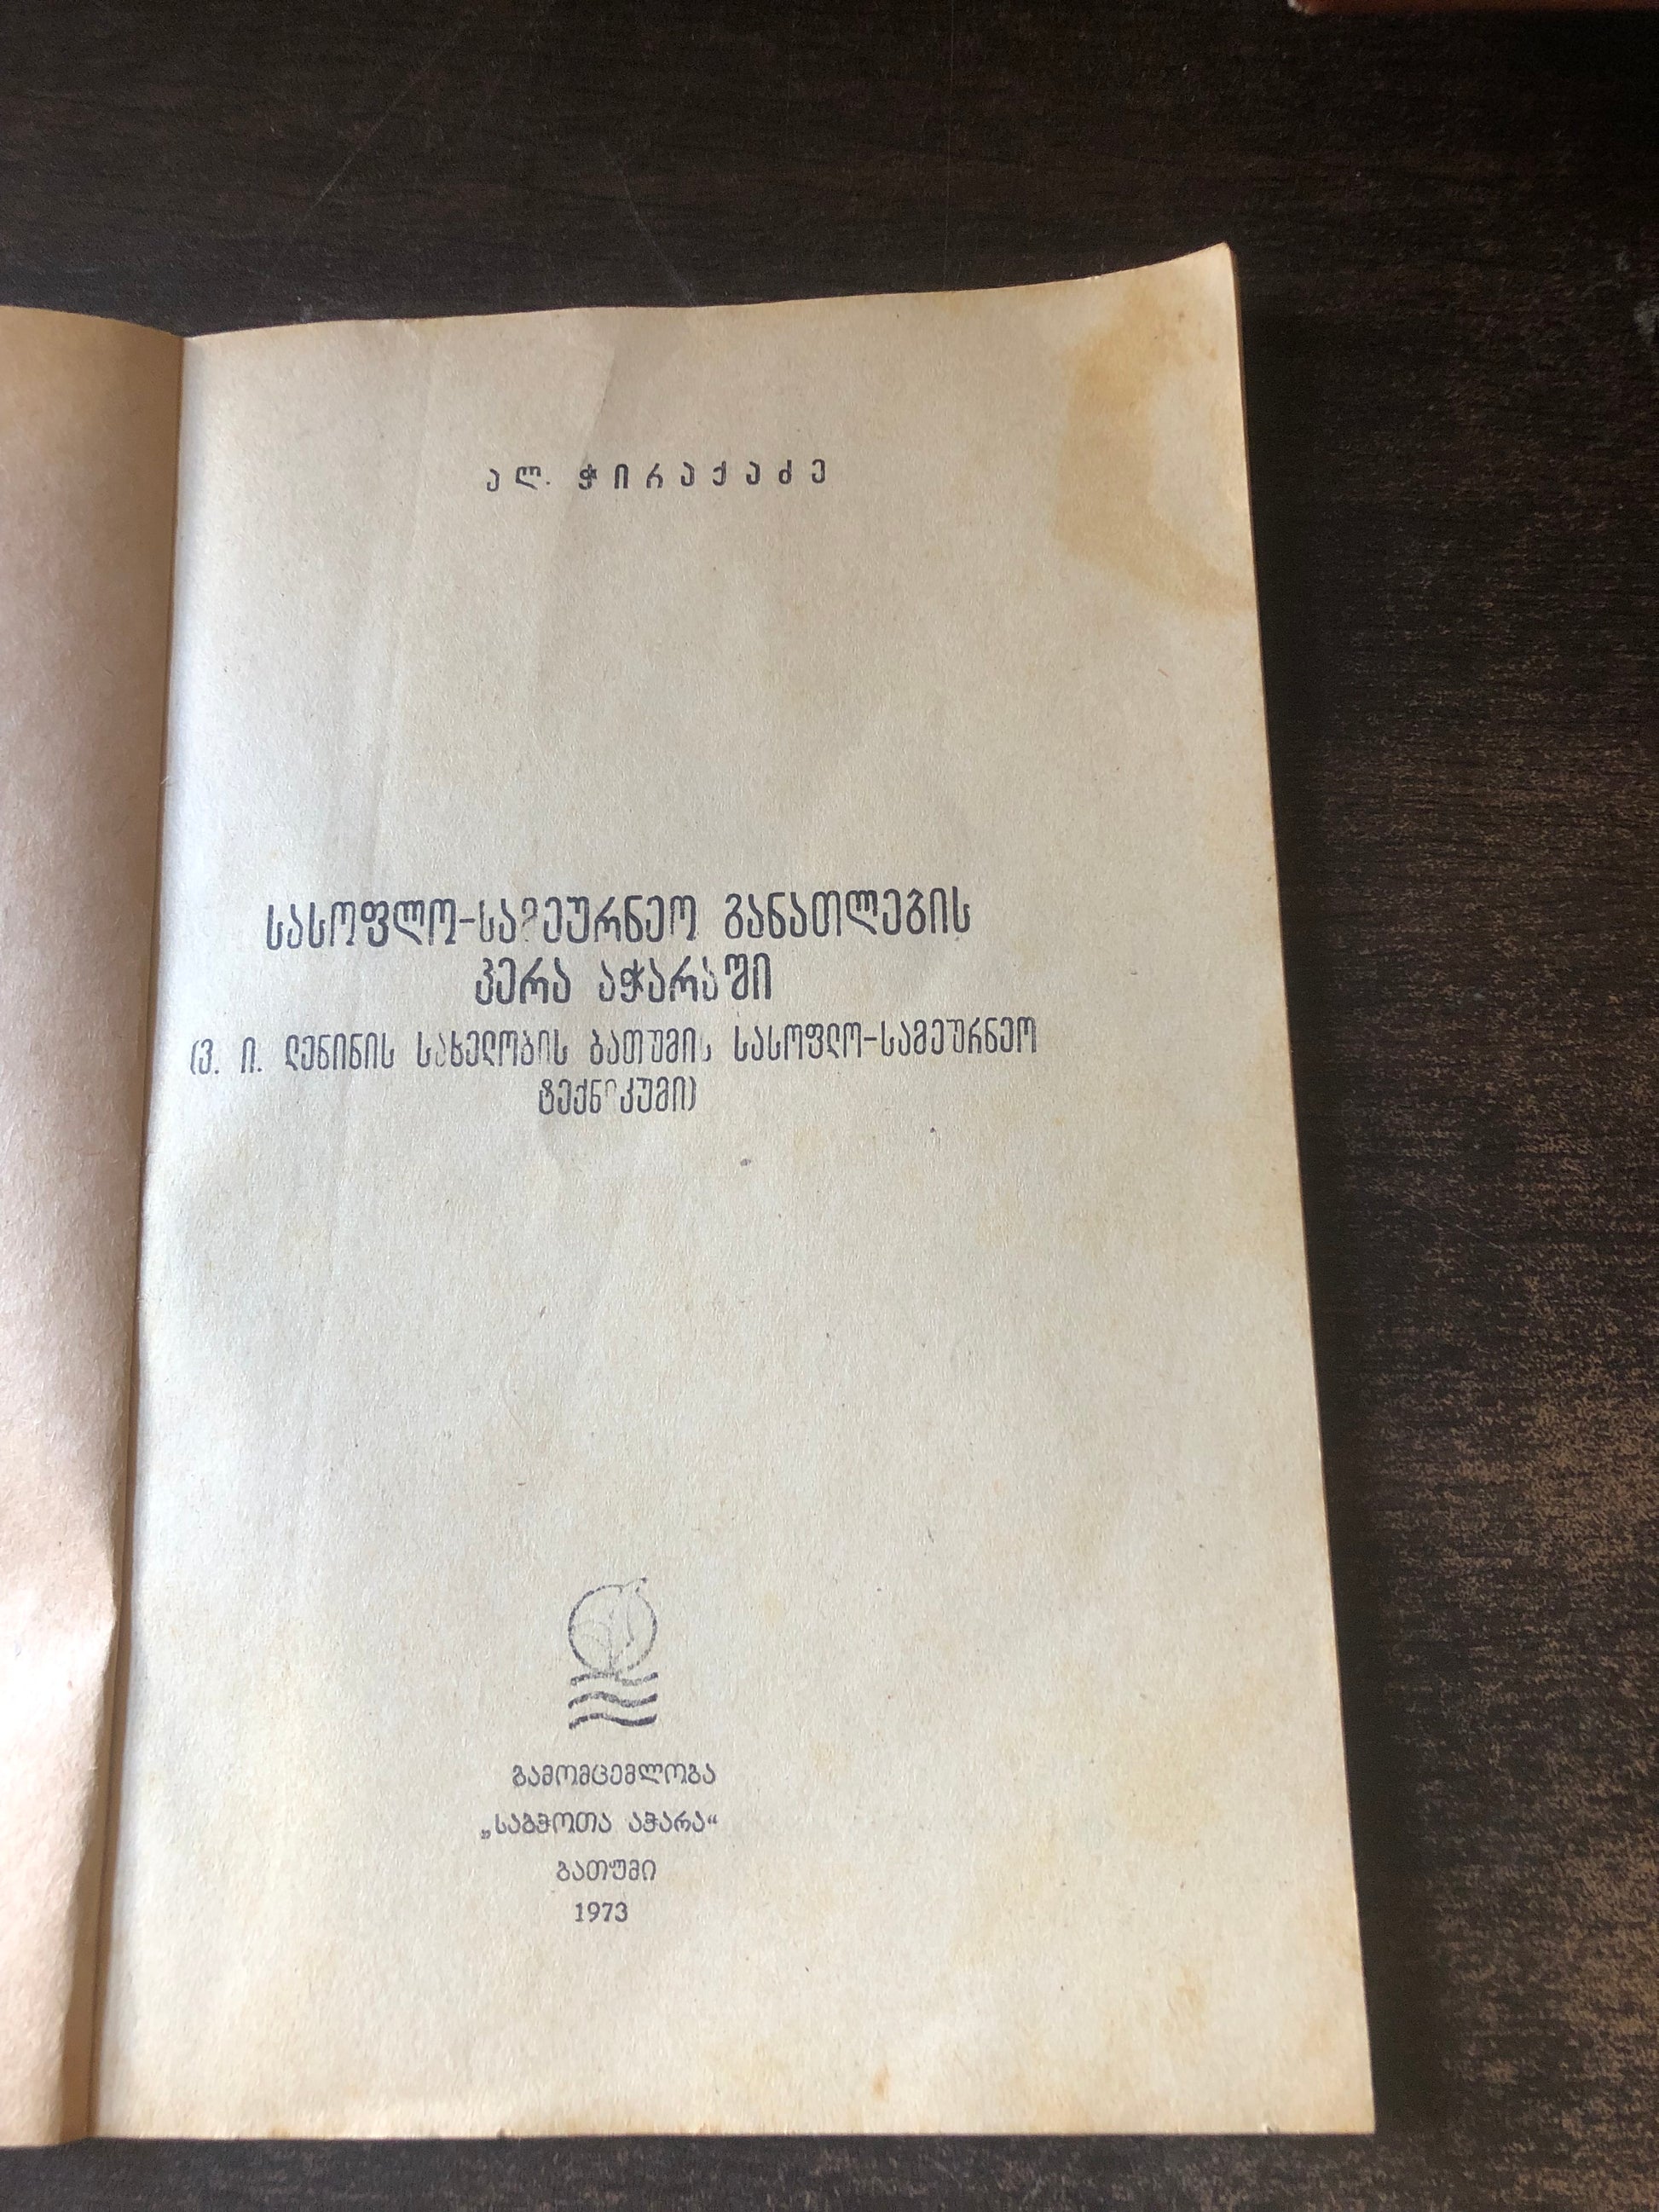 ალ. ჭირაქაძე
სასოფლო-სამეურნეო განათლების
კერა აჭარაში
(ვ. ი. ლენინის სახელობის ბათუმის სასოფლო-სამეურნეო
ტექნიკუმი)
გამომცემლობა
„საბჭოთა აჭარა“
ბათუმი
1973